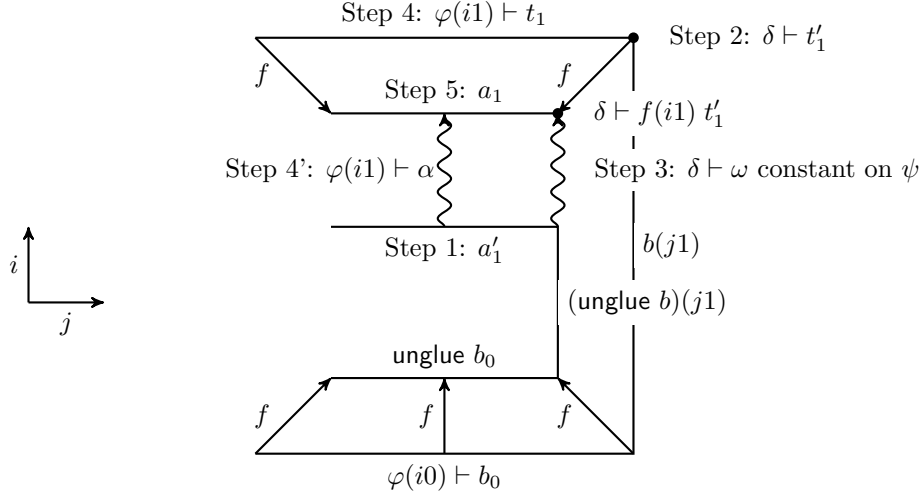 Step 4: φ(i1) ⊢ t₁
Step 2: δ ⊢ t′₁
f
f
Step 5: a₁
δ ⊢ f(i1) t′₁
Step 4’: φ(i1) ⊢ α
Step 3: δ ⊢ ω constant on ψ
Step 1: a′₁
b(j1)
i
(unglue b)(j1)
j
unglue b₀
f
f
f
φ(i0) ⊢ b₀